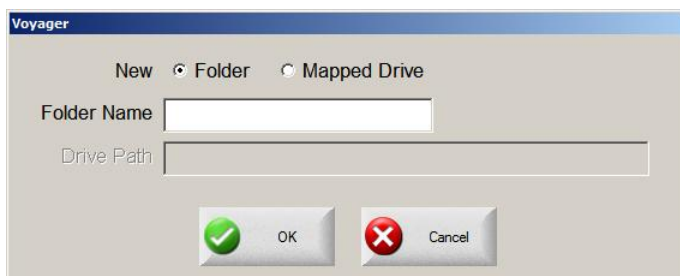 Voyager
New Folder Mapped Drive
Folder Name
Drive Path
OK Cancel